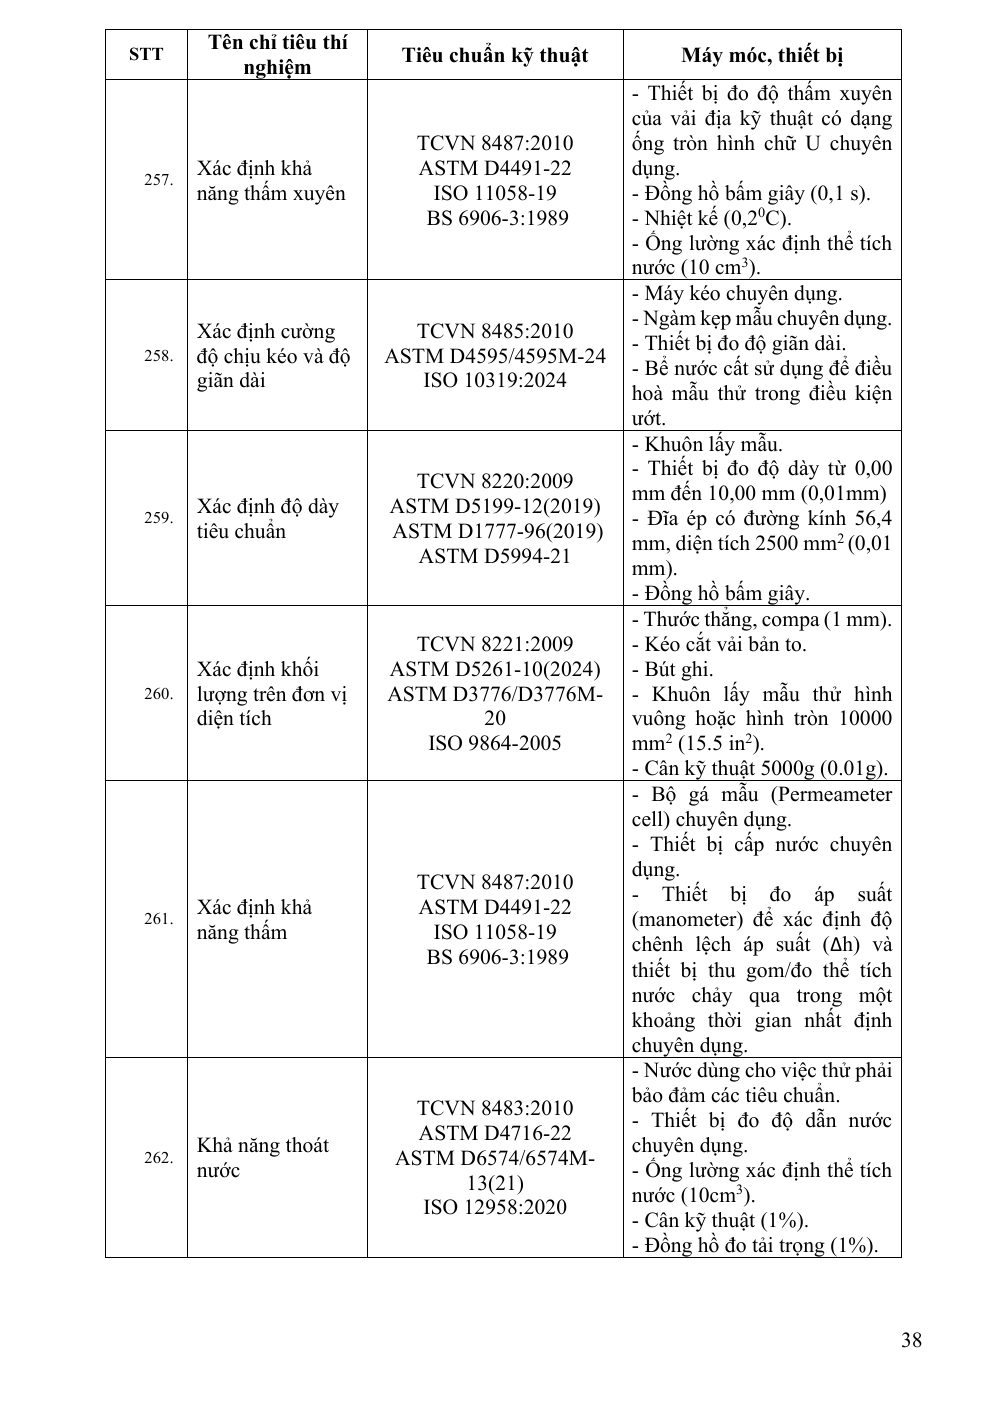 STT
Tên chỉ tiêu thí
nghiệm
Tiêu chuẩn kỹ thuật
Máy móc, thiết bị
257.
Xác định khả
năng thấm xuyên
TCVN 8487:2010
ASTM D4491-22
ISO 11058-19
BS 6906-3:1989
- Thiết bị đo độ thấm xuyên
của vải địa kỹ thuật có dạng
ống tròn hình chữ U chuyên
dụng.
- Đồng hồ bấm giây (0,1 s).
- Nhiệt kế (0,2⁰C).
- Ống lường xác định thể tích
nước (10 cm³).
258.
Xác định cường
độ chịu kéo và độ
giãn dài
TCVN 8485:2010
ASTM D4595/4595M-24
ISO 10319:2024
- Máy kéo chuyên dụng.
- Ngàm kẹp mẫu chuyên dụng.
- Thiết bị đo độ giãn dài.
- Bể nước cất sử dụng để điều
hoà mẫu thử trong điều kiện
ướt.
259.
Xác định độ dày
tiêu chuẩn
TCVN 8220:2009
ASTM D5199-12(2019)
ASTM D1777-96(2019)
ASTM D5994-21
- Khuôn lấy mẫu.
- Thiết bị đo độ dày từ 0,00
mm đến 10,00 mm (0,01mm)
- Đĩa ép có đường kính 56,4
mm, diện tích 2500 mm² (0,01
mm).
- Đồng hồ bấm giây.
260.
Xác định khối
lượng trên đơn vị
diện tích
TCVN 8221:2009
ASTM D5261-10(2024)
ASTM D3776/D3776M-
20
ISO 9864-2005
- Thước thẳng, compa (1 mm).
- Kéo cắt vải bản to.
- Bút ghi.
- Khuôn lấy mẫu thử hình
vuông hoặc hình tròn 10000
mm² (15.5 in²).
- Cân kỹ thuật 5000g (0.01g).
261.
Xác định khả
năng thấm
TCVN 8487:2010
ASTM D4491-22
ISO 11058-19
BS 6906-3:1989
- Bộ gá mẫu (Permeameter
cell) chuyên dụng.
- Thiết bị cấp nước chuyên
dụng.
- Thiết bị đo áp suất
(manometer) để xác định độ
chênh lệch áp suất (Δh) và
thiết bị thu gom/đo thể tích
nước chảy qua trong một
khoảng thời gian nhất định
chuyên dụng.
262.
Khả năng thoát
nước
TCVN 8483:2010
ASTM D4716-22
ASTM D6574/6574M-
13(21)
ISO 12958:2020
- Nước dùng cho việc thử phải
bảo đảm các tiêu chuẩn.
- Thiết bị đo độ dẫn nước
chuyên dụng.
- Ống lường xác định thể tích
nước (10cm³).
- Cân kỹ thuật (1%).
- Đồng hồ đo tải trọng (1%).
38